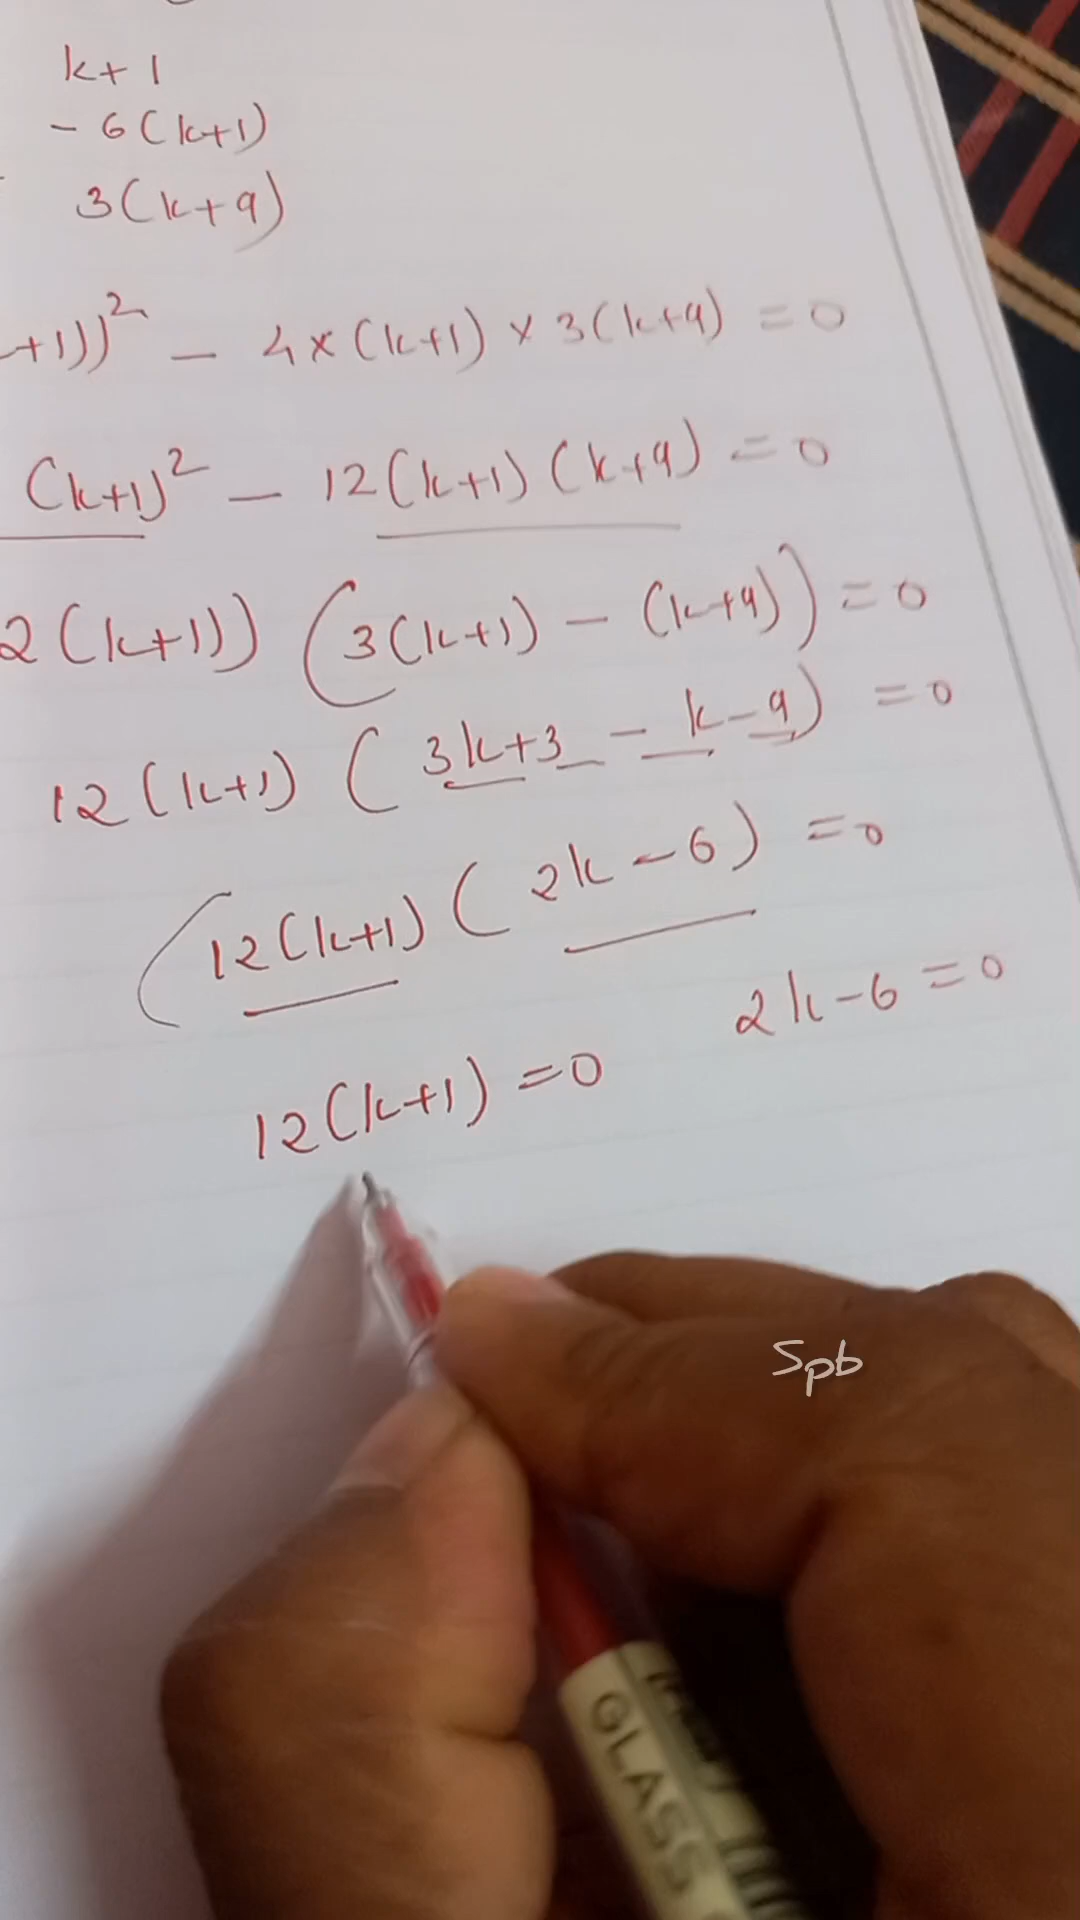 k+1
- 6(k+1)
3(k+9)
+1))² - 4×(k+1)×3(k+9) = 0
(k+1)² - 12(k+1)(k+9) = 0
2(k+1))(3(k+1) - (k+9)) = 0
12(k+1)(3k+3 - k-9) = 0
(12(k+1)(2k-6) = 0
2k-6 = 0
12(k+1) = 0
Spb
GLASS